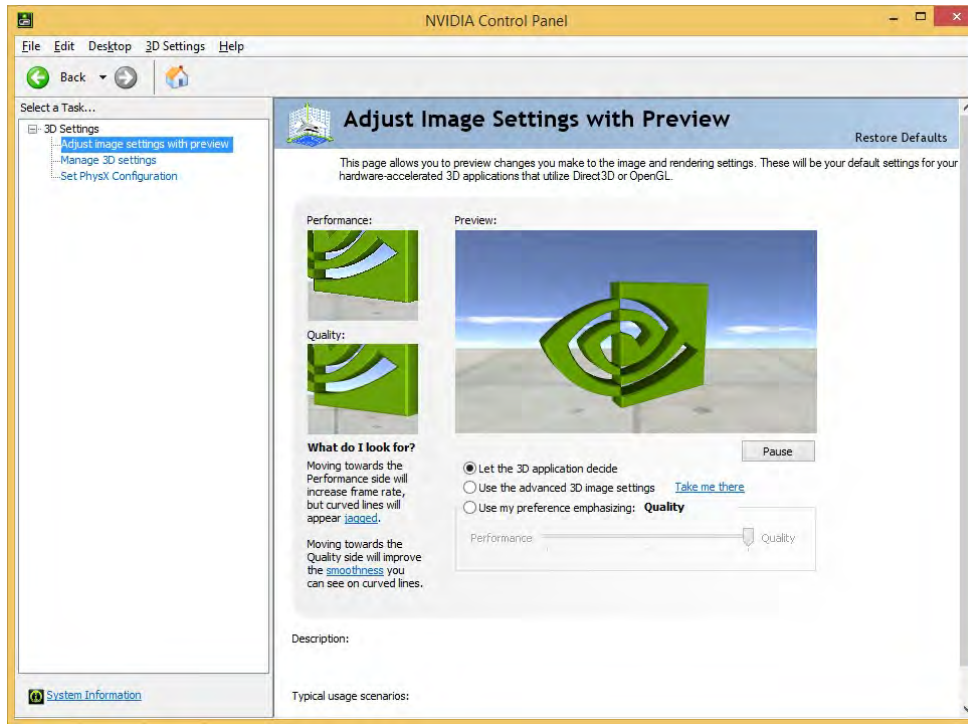 NVIDIA Control Panel
File Edit Desktop 3D Settings Help
Back
Select a Task...
3D Settings
Adjust image settings with preview
Manage 3D settings
Set PhysX Configuration
System Information
Adjust Image Settings with Preview
Restore Defaults
This page allows you to preview changes you make to the image and rendering settings. These will be your default settings for your
hardware-accelerated 3D applications that utilize Direct3D or OpenGL.
Performance:
Quality:
What do I look for?
Moving towards the
Performance side will
increase frame rate,
but curved lines will
appear jagged.
Moving towards the
Quality side will improve
the smoothness you
can see on curved lines.
Preview:
Pause
Let the 3D application decide
Use the advanced 3D image settings Take me there
Use my preference emphasizing: Quality
Performance Quality
Description:
Typical usage scenarios: